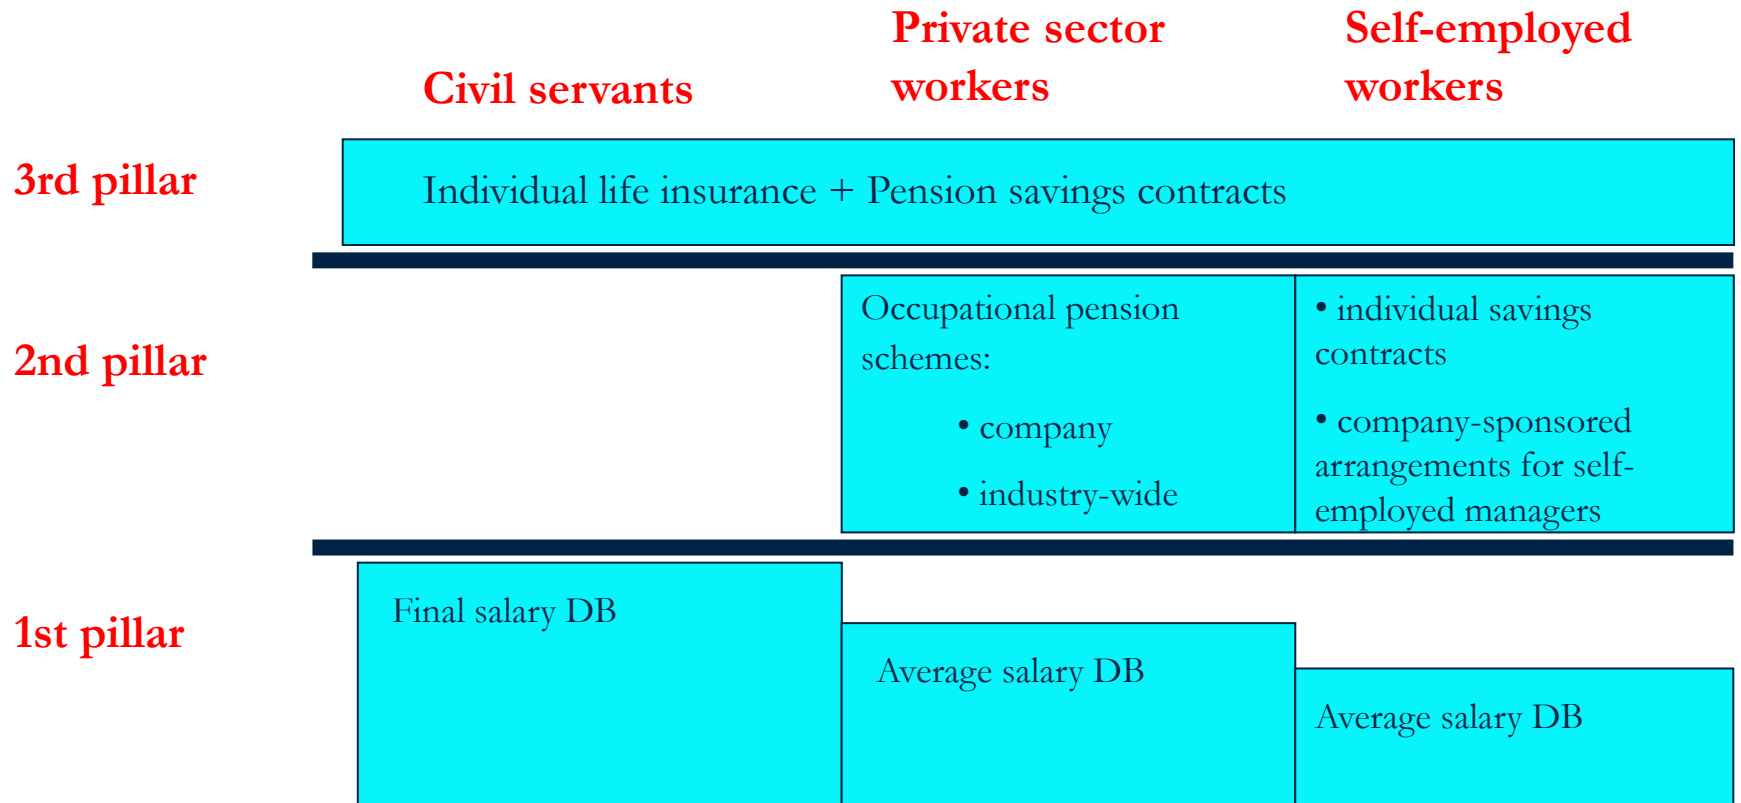 Private sector
workers
Self-employed
workers
Civil servants
3rd pillar
Individual life insurance + Pension savings contracts
2nd pillar
Occupational pension
schemes:
• company
• industry-wide
• individual savings
contracts
• company-sponsored
arrangements for self-
employed managers
1st pillar
Final salary DB
Average salary DB
Average salary DB